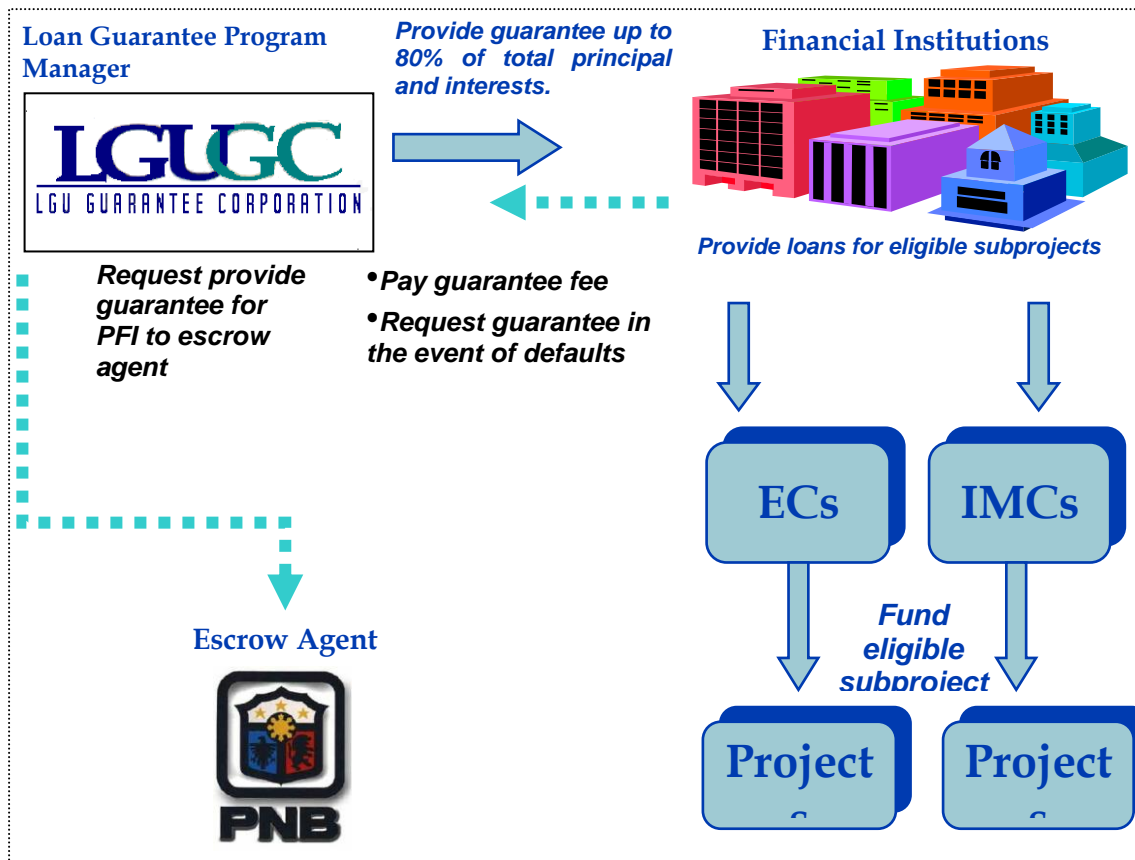 Loan Guarantee Program
Manager
LGUGC
LGU GUARANTEE CORPORATION
Provide guarantee up to
80% of total principal
and interests.
Financial Institutions
Provide loans for eligible subprojects
Request provide
guarantee for
PFI to escrow
agent
•Pay guarantee fee
•Request guarantee in
the event of defaults
ECs
IMCs
Fund
eligible
subproject
Escrow Agent
PNB
Project
s
Project
s